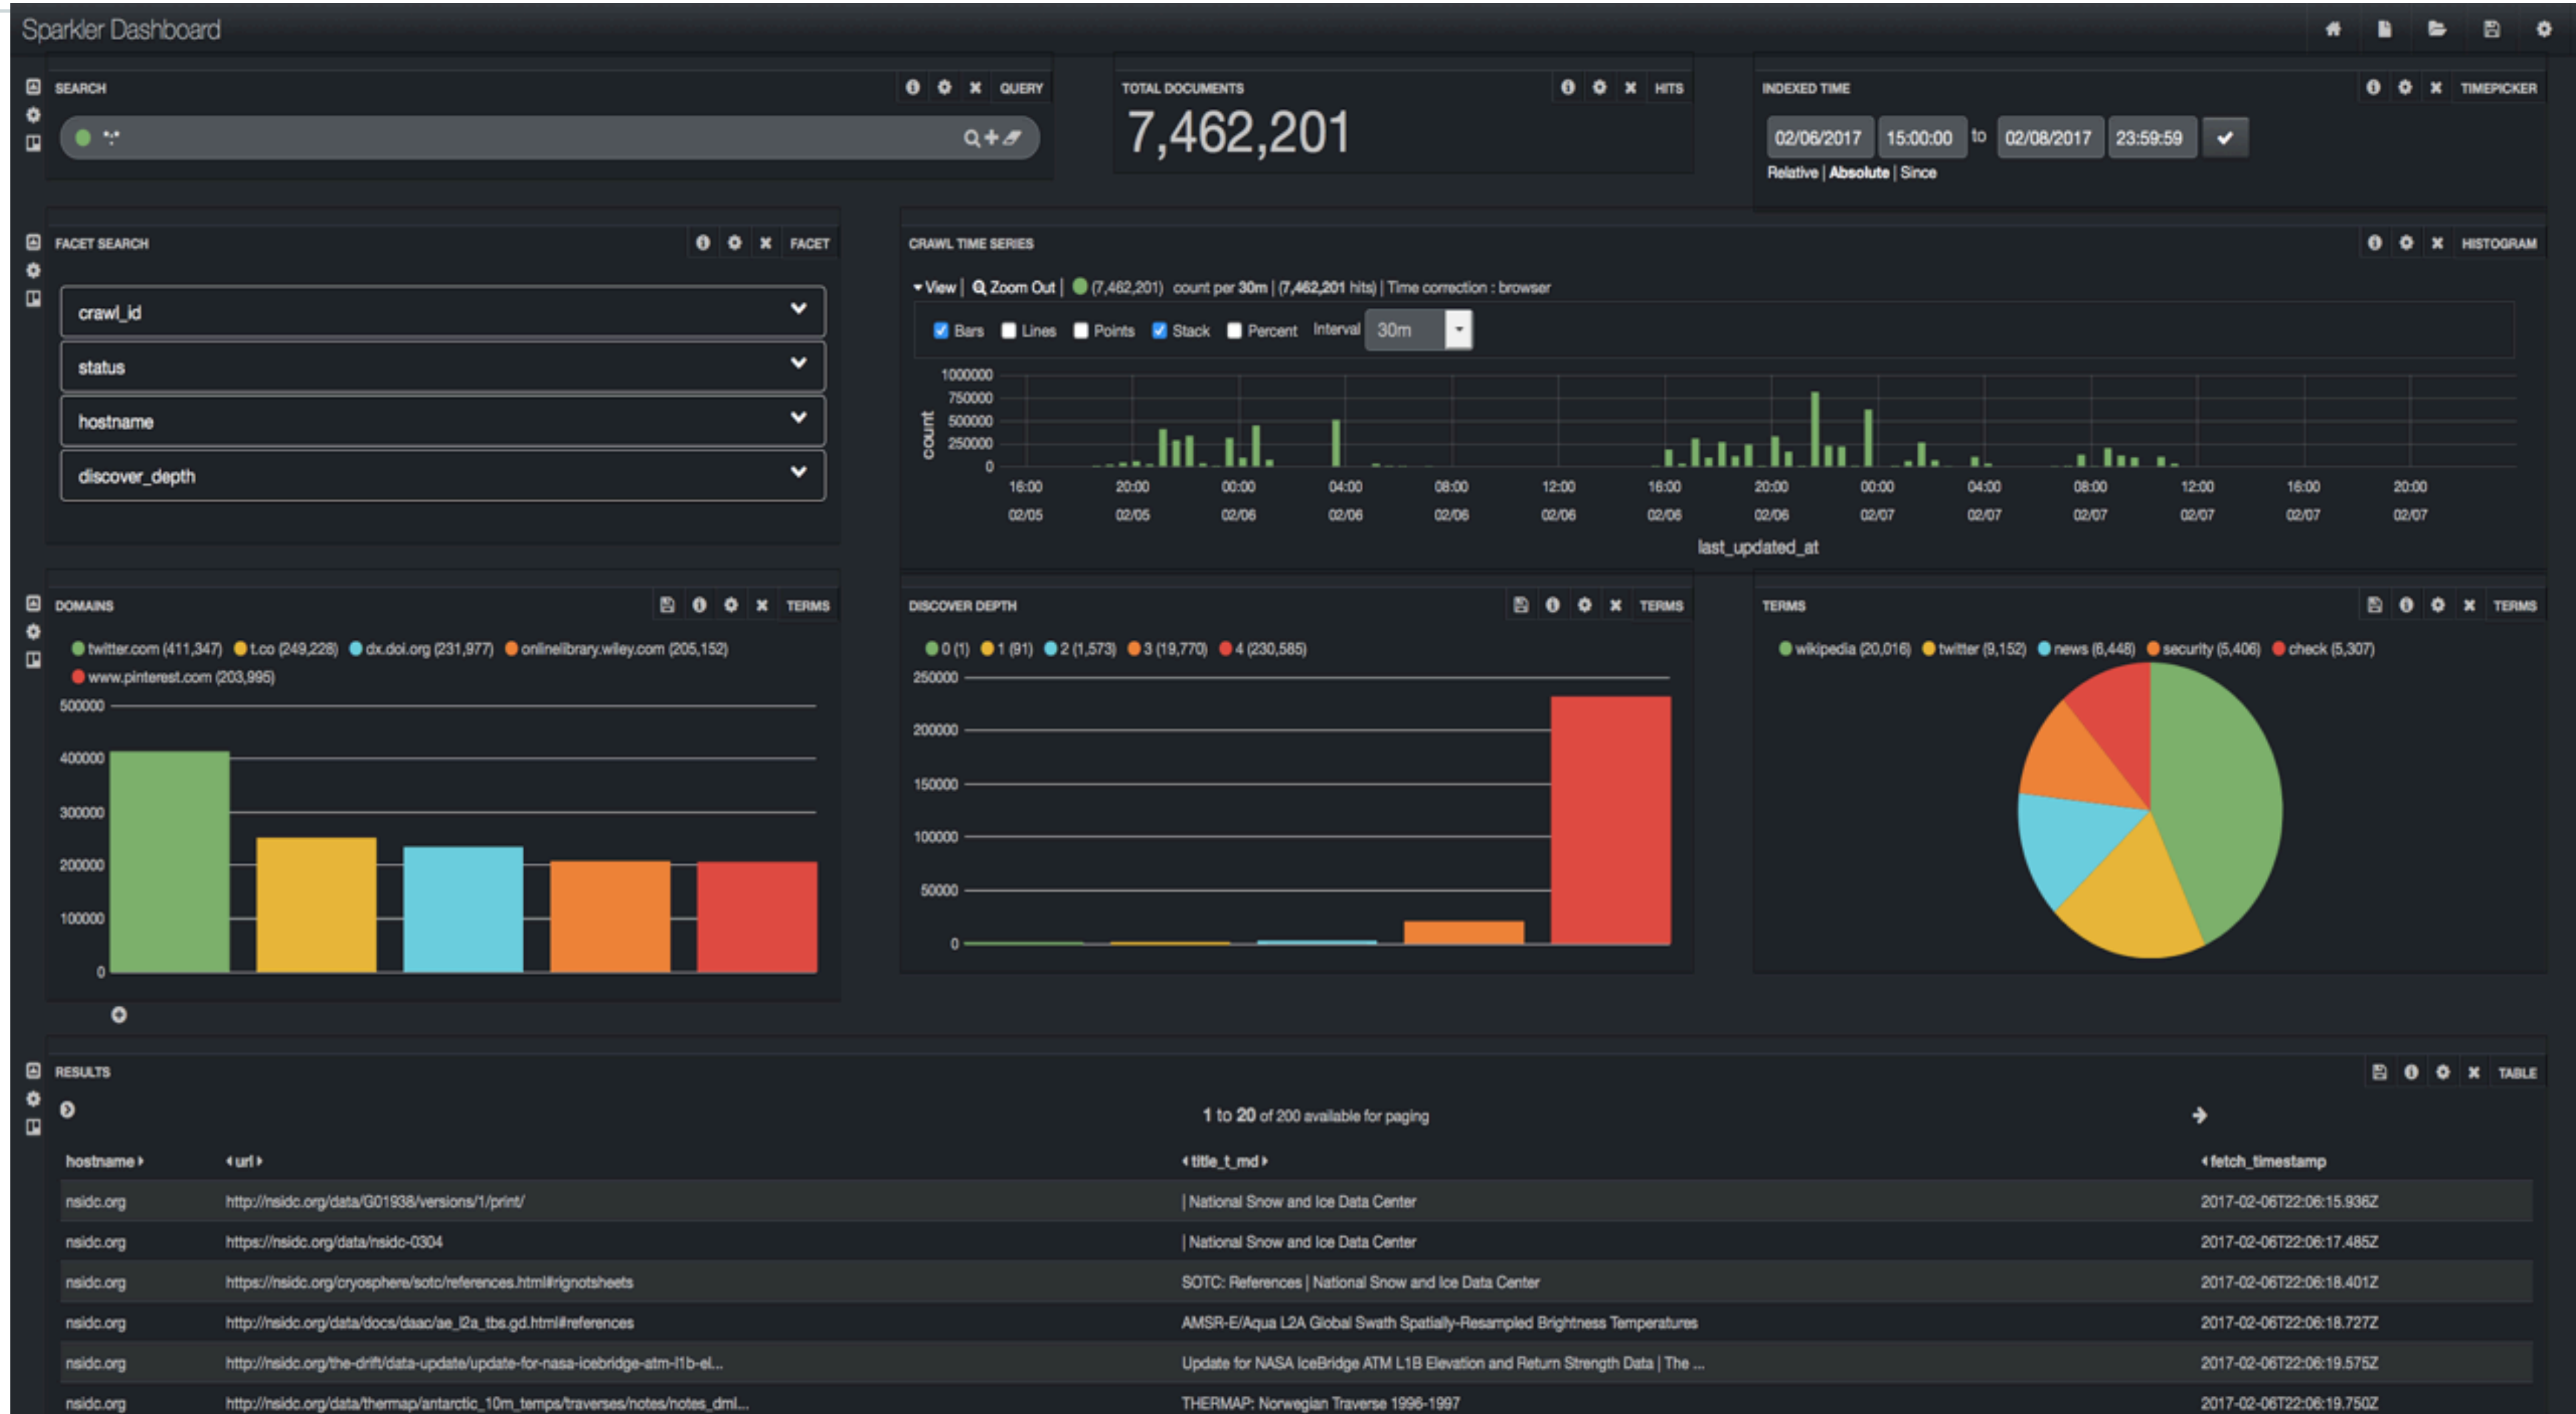 Sparkler Dashboard
SEARCH
QUERY
*:*
TOTAL DOCUMENTS
HITS
7,462,201
INDEXED TIME
TIMEPICKER
02/06/2017 15:00:00 to 02/08/2017 23:59:59
Relative | Absolute | Since
FACET SEARCH
FACET
crawl_id
status
hostname
discover_depth
CRAWL TIME SERIES
HISTOGRAM
View | Zoom Out | (7,462,201) count per 30m | (7,462,201 hits) | Time correction : browser
Bars Lines Points Stack Percent Interval 30m
1000000
750000
500000
250000
0
count
16:00 20:00 00:00 04:00 08:00 12:00 16:00 20:00 00:00 04:00 08:00 12:00 16:00 20:00
02/05 02/05 02/06 02/06 02/06 02/06 02/06 02/06 02/07 02/07 02/07 02/07 02/07 02/07
last_updated_at
DOMAINS
TERMS
twitter.com (411,347) t.co (249,228) dx.doi.org (231,977) onlinelibrary.wiley.com (205,152)
www.pinterest.com (203,995)
500000
400000
300000
200000
100000
0
DISCOVER DEPTH
TERMS
0 (1) 1 (91) 2 (1,573) 3 (19,770) 4 (230,585)
250000
200000
150000
100000
50000
0
TERMS
TERMS
wikipedia (20,016) twitter (9,152) news (6,448) security (5,406) check (5,307)
RESULTS
TABLE
1 to 20 of 200 available for paging
hostname url title_t_md fetch_timestamp
nsidc.org http://nsidc.org/data/G01938/versions/1/print/ | National Snow and Ice Data Center 2017-02-06T22:06:15.936Z
nsidc.org https://nsidc.org/data/nsidc-0304 | National Snow and Ice Data Center 2017-02-06T22:06:17.485Z
nsidc.org https://nsidc.org/cryosphere/sotc/references.html#rignotsheets SOTC: References | National Snow and Ice Data Center 2017-02-06T22:06:18.401Z
nsidc.org http://nsidc.org/data/docs/daac/ae_l2a_tbs.gd.html#references AMSR-E/Aqua L2A Global Swath Spatially-Resampled Brightness Temperatures 2017-02-06T22:06:18.727Z
nsidc.org http://nsidc.org/the-drift/data-update/update-for-nasa-icebridge-atm-l1b-el... Update for NASA IceBridge ATM L1B Elevation and Return Strength Data | The ... 2017-02-06T22:06:19.575Z
nsidc.org http://nsidc.org/data/thermap/antarctic_10m_temps/traverses/notes/notes_dml... THERMAP: Norwegian Traverse 1996-1997 2017-02-06T22:06:19.750Z